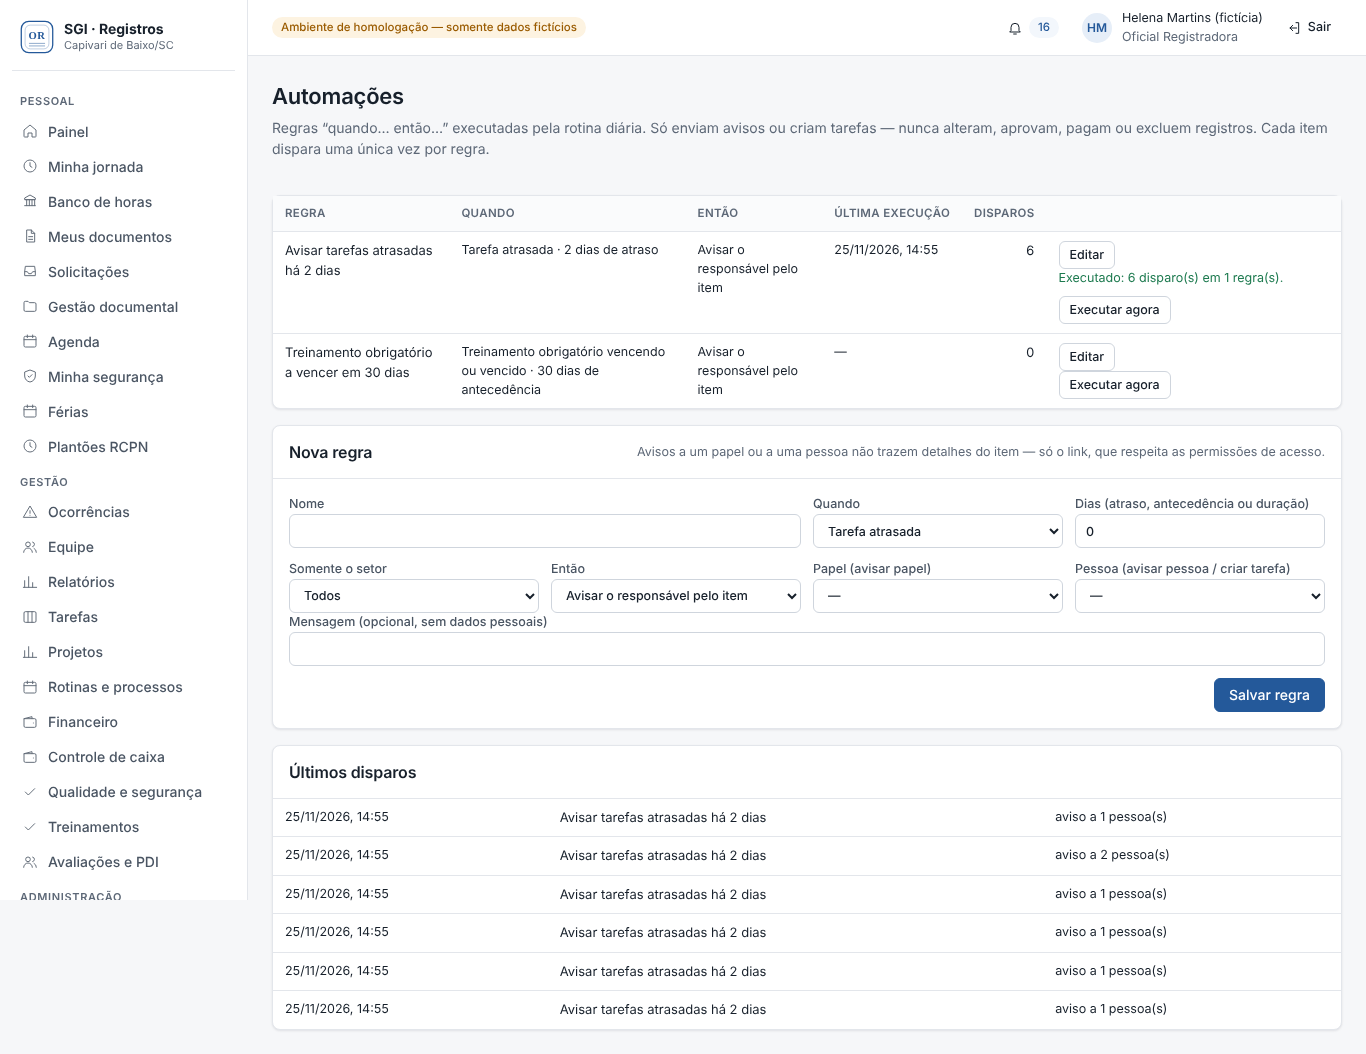 OR
SGI · Registros
Capivari de Baixo/SC
Ambiente de homologação — somente dados fictícios
16
HM
Helena Martins (fictícia)
Oficial Registradora
Sair
PESSOAL
Painel
Minha jornada
Banco de horas
Meus documentos
Solicitações
Gestão documental
Agenda
Minha segurança
Férias
Plantões RCPN
GESTÃO
Ocorrências
Equipe
Relatórios
Tarefas
Projetos
Rotinas e processos
Financeiro
Controle de caixa
Qualidade e segurança
Treinamentos
Avaliações e PDI
ADMINISTRAÇÃO
Automações
Regras “quando... então...” executadas pela rotina diária. Só enviam avisos ou criam tarefas — nunca alteram, aprovam, pagam ou excluem registros. Cada item
dispara uma única vez por regra.
REGRA QUANDO ENTÃO ÚLTIMA EXECUÇÃO DISPAROS
Avisar tarefas atrasadas
há 2 dias
Tarefa atrasada · 2 dias de atraso
Avisar o
responsável pelo
item
25/11/2026, 14:55
6
Editar
Executado: 6 disparo(s) em 1 regra(s).
Executar agora
Treinamento obrigatório
a vencer em 30 dias
Treinamento obrigatório vencendo
ou vencido · 30 dias de
antecedência
Avisar o
responsável pelo
item
—
0
Editar
Executar agora
Nova regra
Avisos a um papel ou a uma pessoa não trazem detalhes do item — só o link, que respeita as permissões de acesso.
Nome
Quando
Tarefa atrasada
Dias (atraso, antecedência ou duração)
0
Somente o setor
Todos
Então
Avisar o responsável pelo item
Papel (avisar papel)
—
Pessoa (avisar pessoa / criar tarefa)
—
Mensagem (opcional, sem dados pessoais)
Salvar regra
Últimos disparos
25/11/2026, 14:55 Avisar tarefas atrasadas há 2 dias aviso a 1 pessoa(s)
25/11/2026, 14:55 Avisar tarefas atrasadas há 2 dias aviso a 2 pessoa(s)
25/11/2026, 14:55 Avisar tarefas atrasadas há 2 dias aviso a 1 pessoa(s)
25/11/2026, 14:55 Avisar tarefas atrasadas há 2 dias aviso a 1 pessoa(s)
25/11/2026, 14:55 Avisar tarefas atrasadas há 2 dias aviso a 1 pessoa(s)
25/11/2026, 14:55 Avisar tarefas atrasadas há 2 dias aviso a 1 pessoa(s)